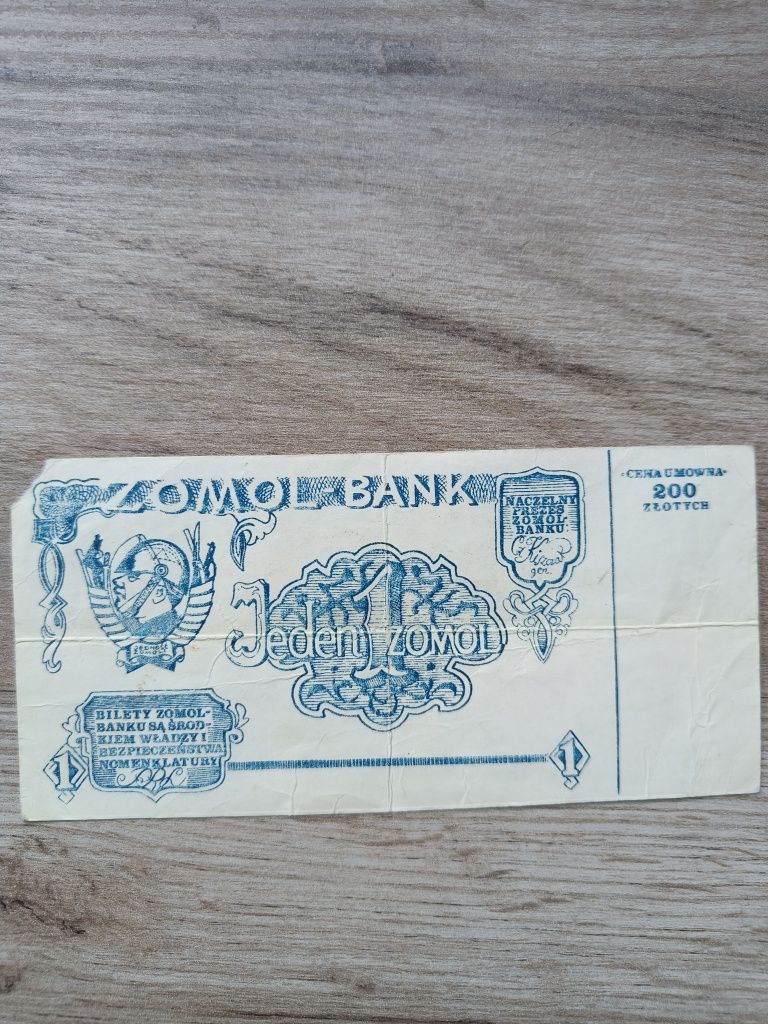 ZOMOL-BANK
NACZELNY
PREZES
ZOMOL-
BANKU:
gen.
·CENA UMOWNA·
200
ZŁOTYCH
1
Jeden ZOMOL
BILETY ZOMOL-
-BANKU SĄ ŚROD-
KIEM WŁADZY I
BEZPIECZEŃSTWA
NOMENKLATURY
1
1